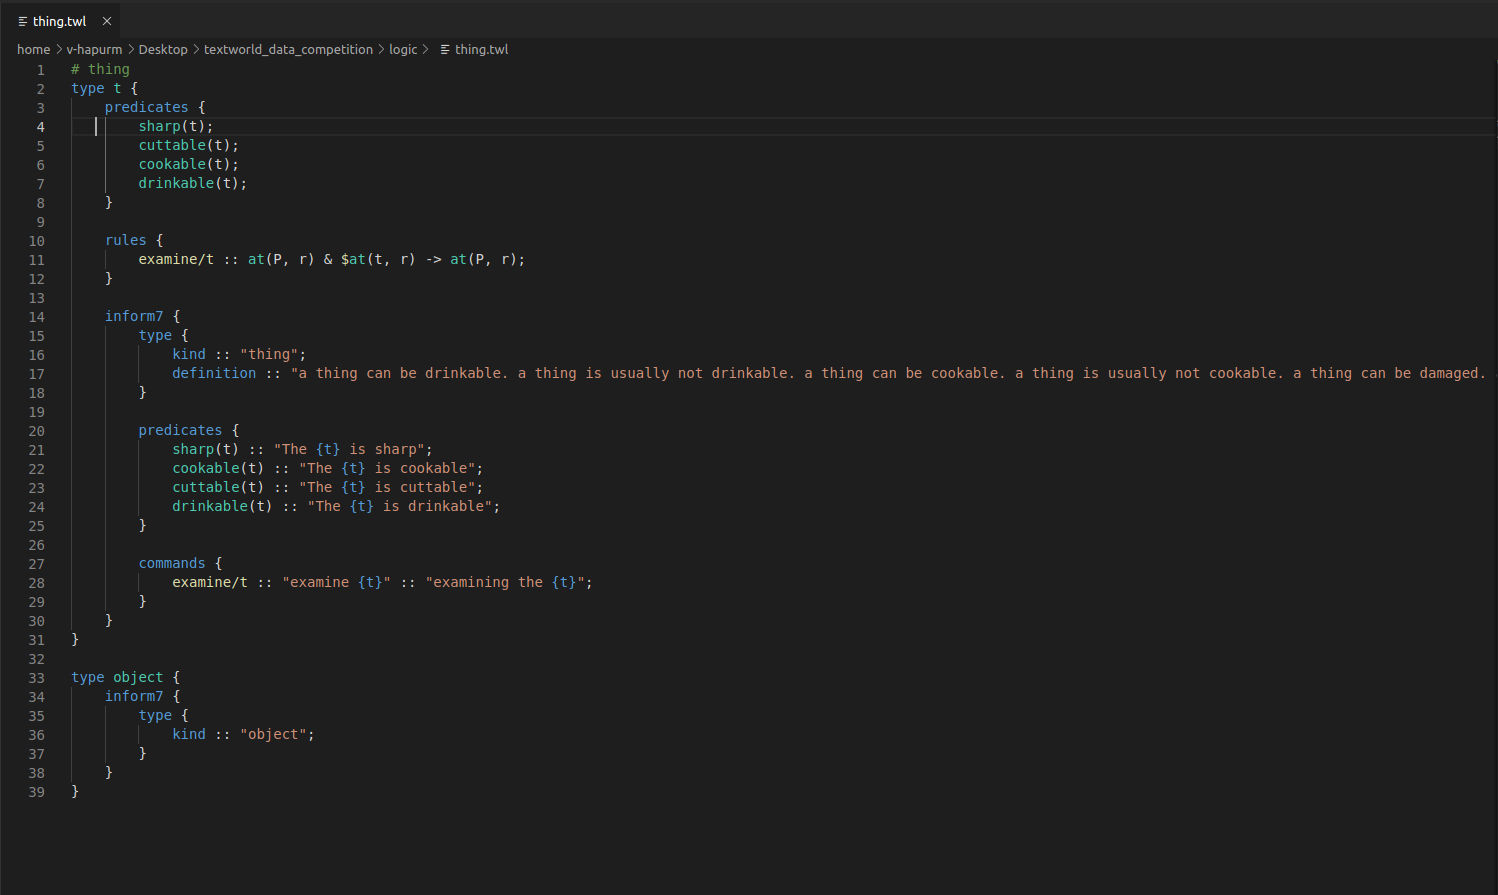 thing.twl
home > v-hapurm > Desktop > textworld_data_competition > logic > thing.twl
1 # thing
2 type t {
3     predicates {
4         sharp(t);
5         cuttable(t);
6         cookable(t);
7         drinkable(t);
8     }
9
10     rules {
11         examine/t :: at(P, r) & $at(t, r) -> at(P, r);
12     }
13
14     inform7 {
15         type {
16             kind :: "thing";
17             definition :: "a thing can be drinkable. a thing is usually not drinkable. a thing can be cookable. a thing is usually not cookable. a thing can be damaged.
18         }
19
20         predicates {
21             sharp(t) :: "The {t} is sharp";
22             cookable(t) :: "The {t} is cookable";
23             cuttable(t) :: "The {t} is cuttable";
24             drinkable(t) :: "The {t} is drinkable";
25         }
26
27         commands {
28             examine/t :: "examine {t}" :: "examining the {t}";
29         }
30     }
31 }
32
33 type object {
34     inform7 {
35         type {
36             kind :: "object";
37         }
38     }
39 }